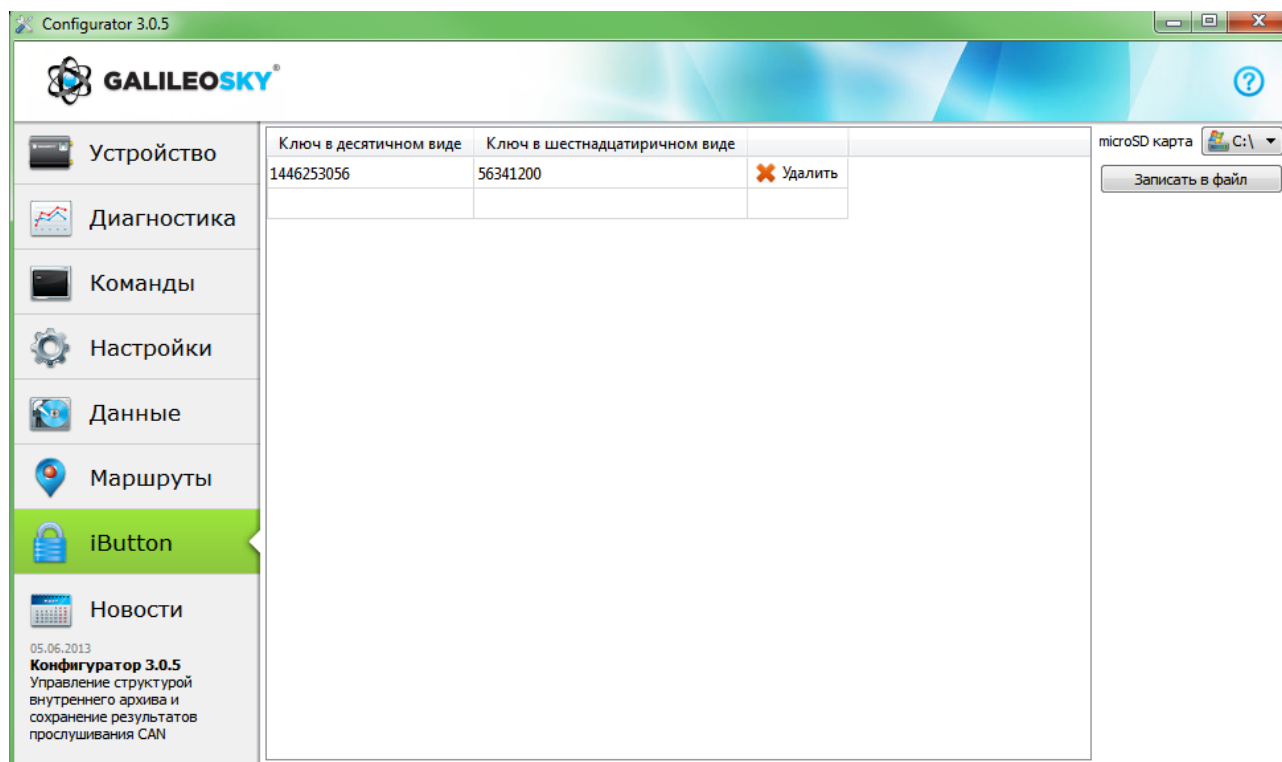 Configurator 3.0.5
GALILEOSKY®
Устройство
Диагностика
Команды
Настройки
Данные
Маршруты
iButton
Новости
05.06.2013
Конфигуратор 3.0.5
Управление структурой
внутреннего архива и
сохранение результатов
прослушивания CAN
Ключ в десятичном виде Ключ в шестнадцатиричном виде
1446253056 56341200 Удалить
microSD карта C:\
Записать в файл